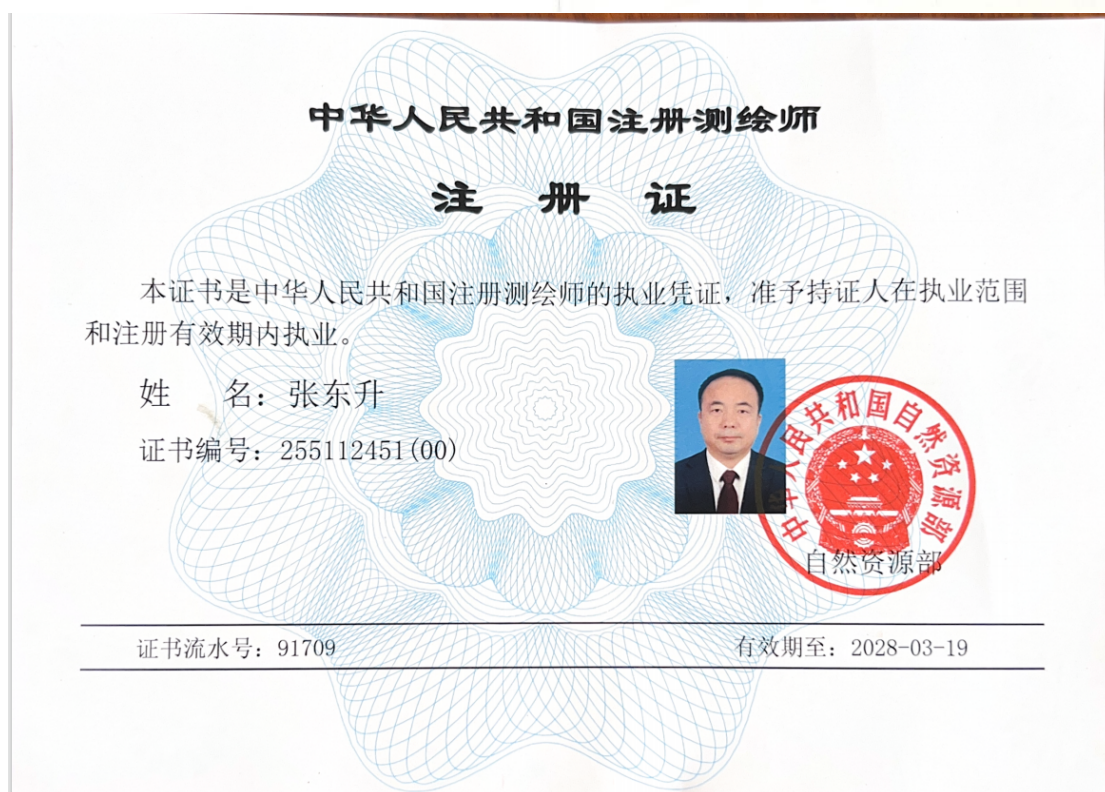 中华人民共和国注册测绘师
注 册 证
本证书是中华人民共和国注册测绘师的执业凭证，准予持证人在执业范围
和注册有效期内执业。
姓 名：张东升
证书编号：255112451(00)
中华人民共和国自然资源部
自然资源部
证书流水号：91709
有效期至：2028-03-19